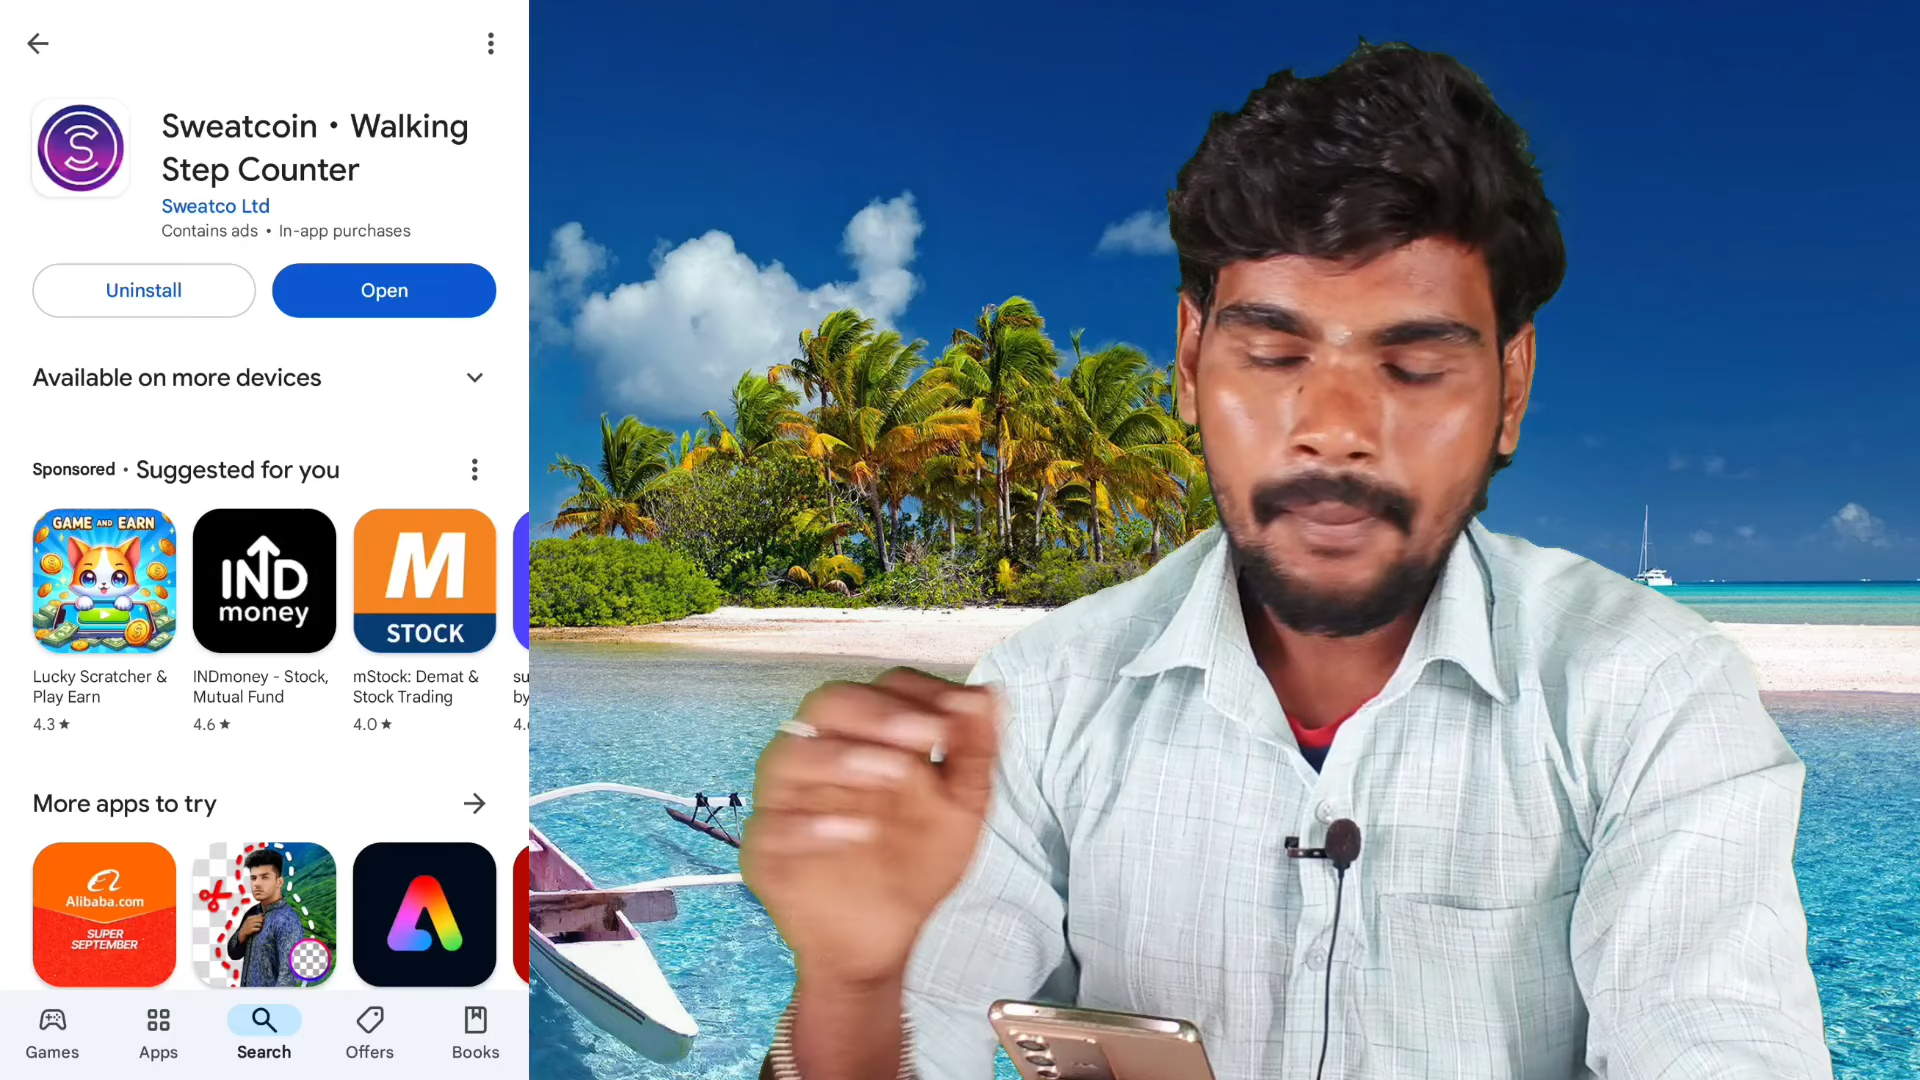 Sweatcoin • Walking
Step Counter
Sweatco Ltd
Contains ads • In-app purchases
Uninstall
Open
Available on more devices
Sponsored • Suggested for you
GAME AND EARN
IND
money
M
STOCK
Lucky Scratcher &
Play Earn
4.3 ★
INDmoney - Stock,
Mutual Fund
4.6 ★
mStock: Demat &
Stock Trading
4.0 ★
su
by
4.
More apps to try
Alibaba.com
SUPER
SEPTEMBER
Games
Apps
Search
Offers
Books